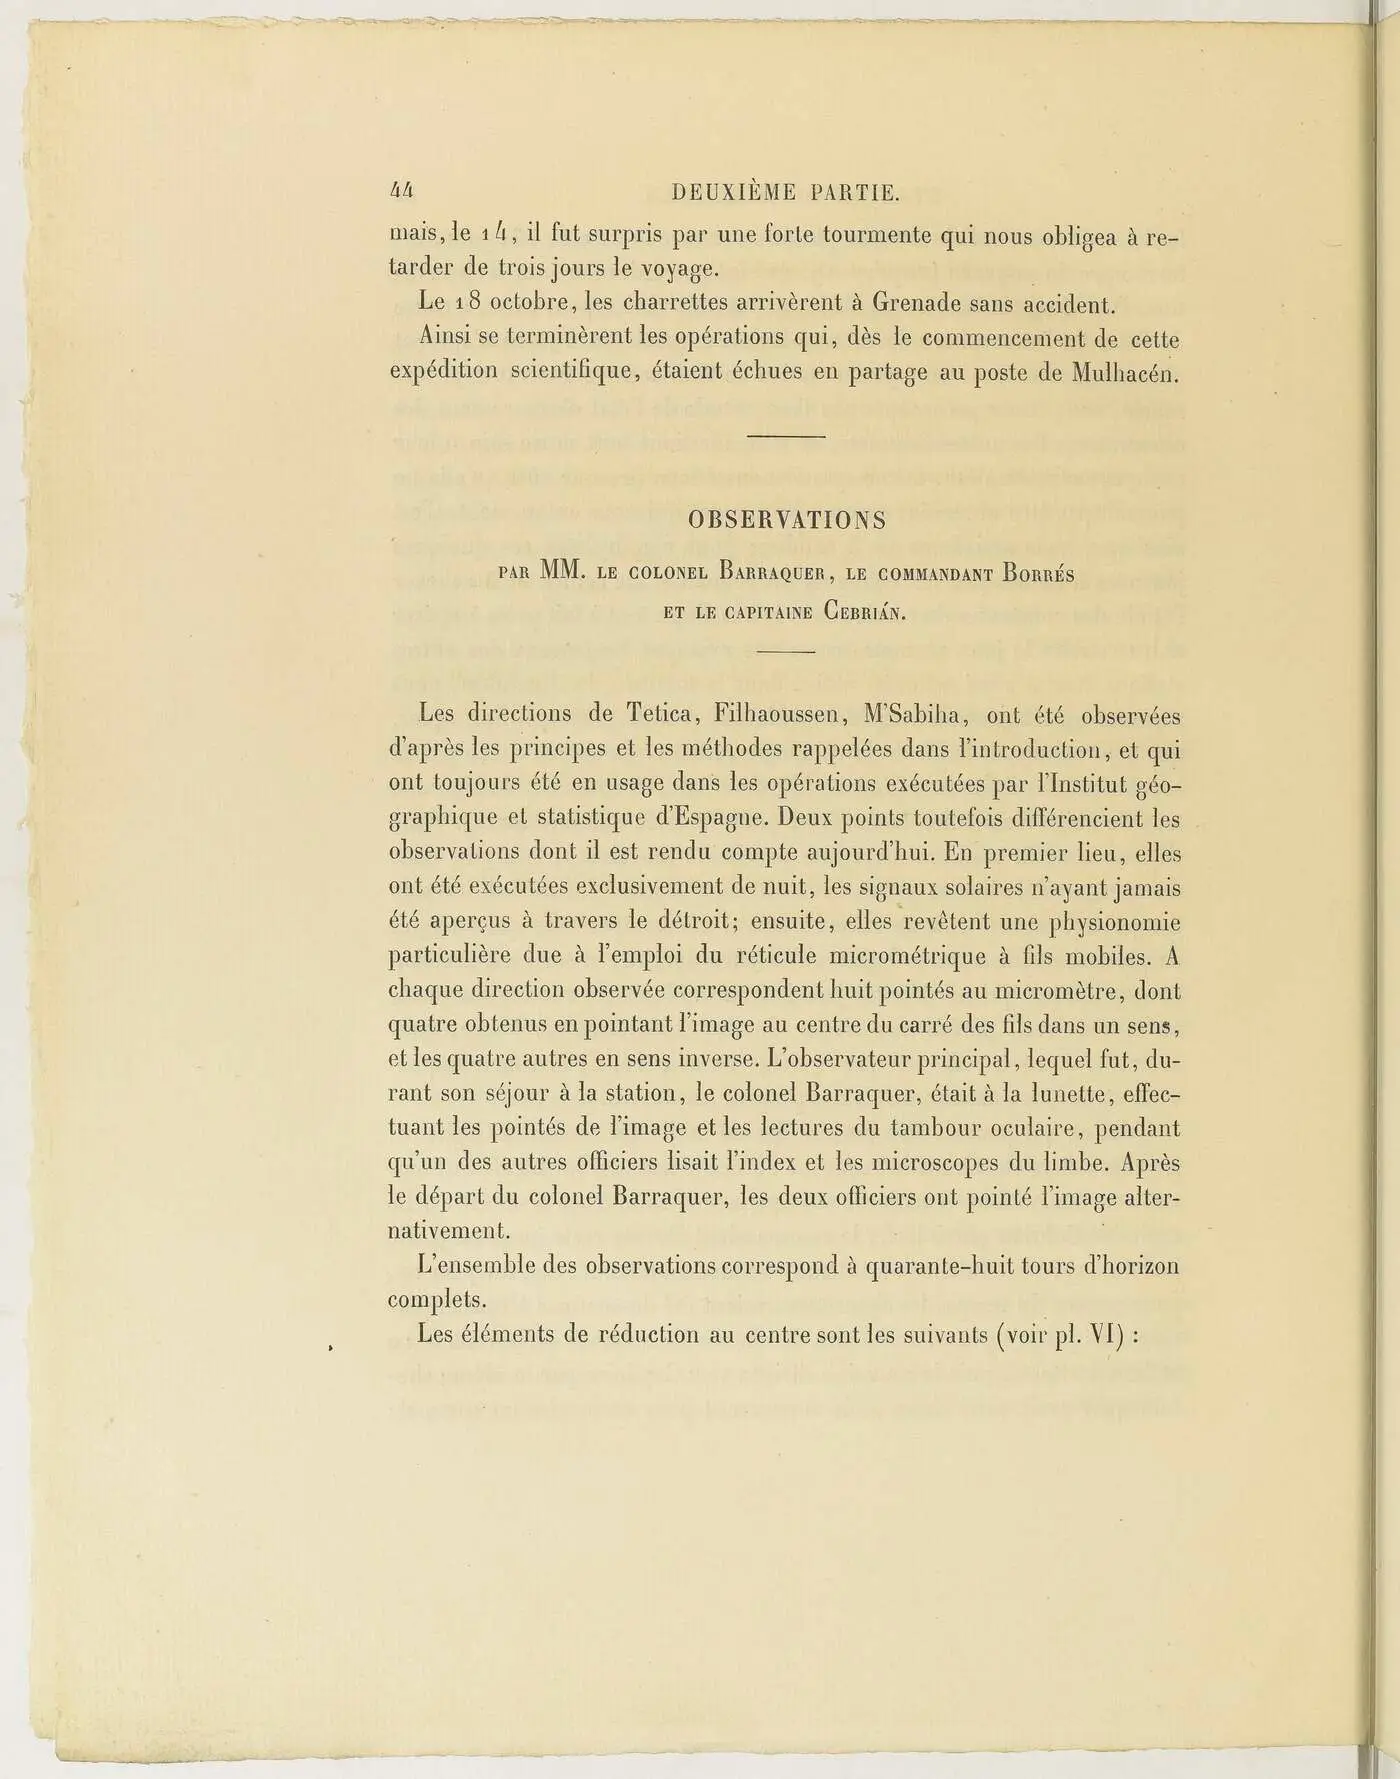 44 DEUXIÈME PARTIE.
mais, le 14, il fut surpris par une forte tourmente qui nous obligea à re-
tarder de trois jours le voyage.
Le 18 octobre, les charrettes arrivèrent à Grenade sans accident.
Ainsi se terminèrent les opérations qui, dès le commencement de cette
expédition scientifique, étaient échues en partage au poste de Mulhacén.
OBSERVATIONS
PAR MM. LE COLONEL BARRAQUER, LE COMMANDANT BORRÉS
ET LE CAPITAINE CEBRIÁN.
Les directions de Tetica, Filhaoussen, M'Sabiha, ont été observées
d'après les principes et les méthodes rappelées dans l'introduction, et qui
ont toujours été en usage dans les opérations exécutées par l'Institut géo-
graphique et statistique d'Espagne. Deux points toutefois différencient les
observations dont il est rendu compte aujourd'hui. En premier lieu, elles
ont été exécutées exclusivement de nuit, les signaux solaires n'ayant jamais
été aperçus à travers le détroit; ensuite, elles revêtent une physionomie
particulière due à l'emploi du réticule micrométrique à fils mobiles. A
chaque direction observée correspondent huit pointés au micromètre, dont
quatre obtenus en pointant l'image au centre du carré des fils dans un sens,
et les quatre autres en sens inverse. L'observateur principal, lequel fut, du-
rant son séjour à la station, le colonel Barraquer, était à la lunette, effec-
tuant les pointés de l'image et les lectures du tambour oculaire, pendant
qu'un des autres officiers lisait l'index et les microscopes du limbe. Après
le départ du colonel Barraquer, les deux officiers ont pointé l'image alter-
nativement.
L'ensemble des observations correspond à quarante-huit tours d'horizon
complets.
Les éléments de réduction au centre sont les suivants (voir pl. VI) :